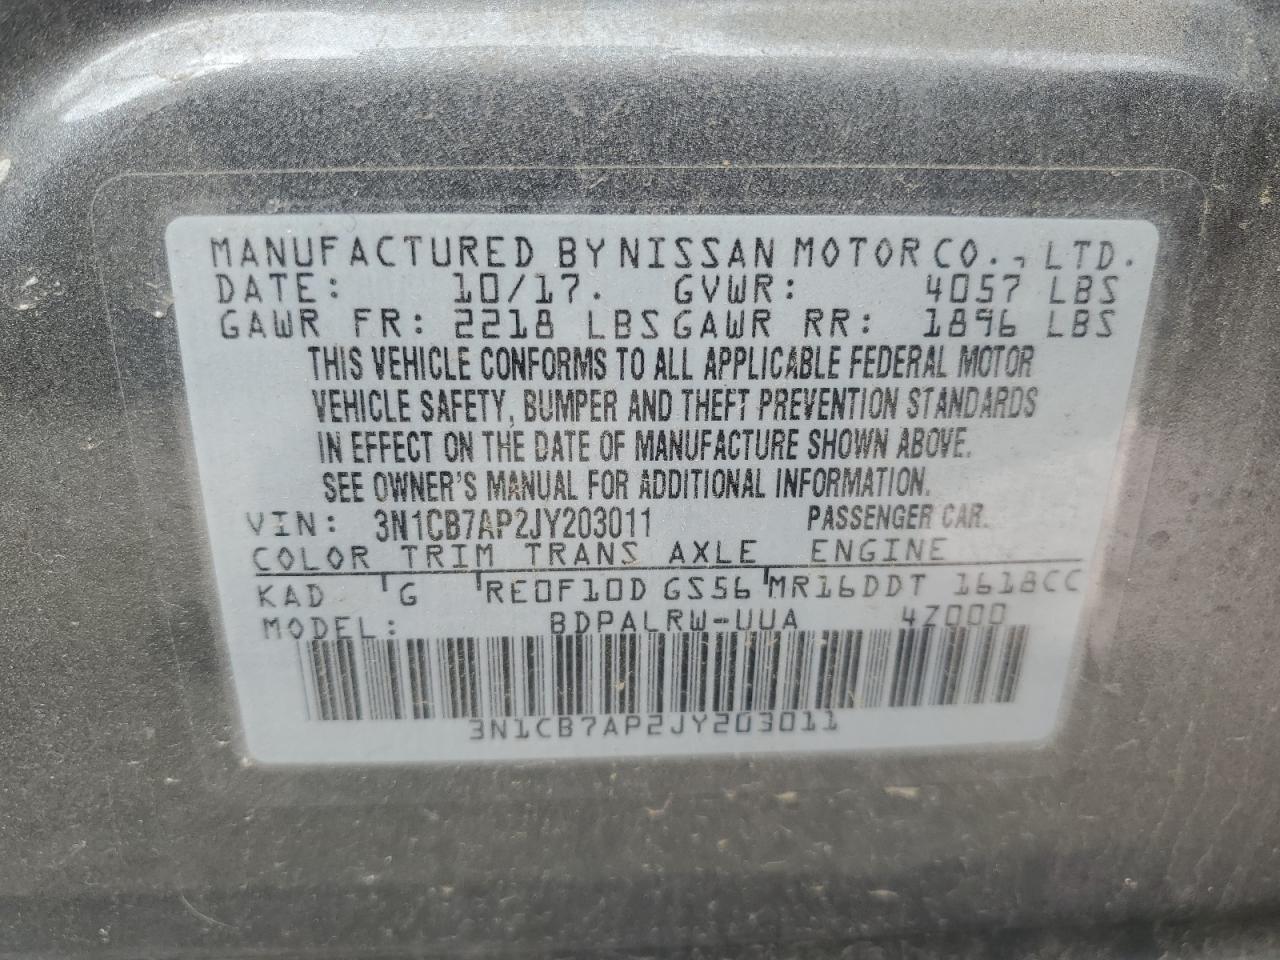 MANUFACTURED BY NISSAN MOTOR CO., LTD.
DATE: 10/17. GVWR: 4057 LBS
GAWR FR: 2218 LBS GAWR RR: 1896 LBS
THIS VEHICLE CONFORMS TO ALL APPLICABLE FEDERAL MOTOR
VEHICLE SAFETY, BUMPER AND THEFT PREVENTION STANDARDS
IN EFFECT ON THE DATE OF MANUFACTURE SHOWN ABOVE.
SEE OWNER'S MANUAL FOR ADDITIONAL INFORMATION.
VIN: 3N1CB7AP2JY203011 PASSENGER CAR.
COLOR TRIM TRANS AXLE ENGINE
KAD G RE0F10D GS56 MR16DDT 1618CC
MODEL: BDPALRW-UUA 4Z000
3N1CB7AP2JY203011